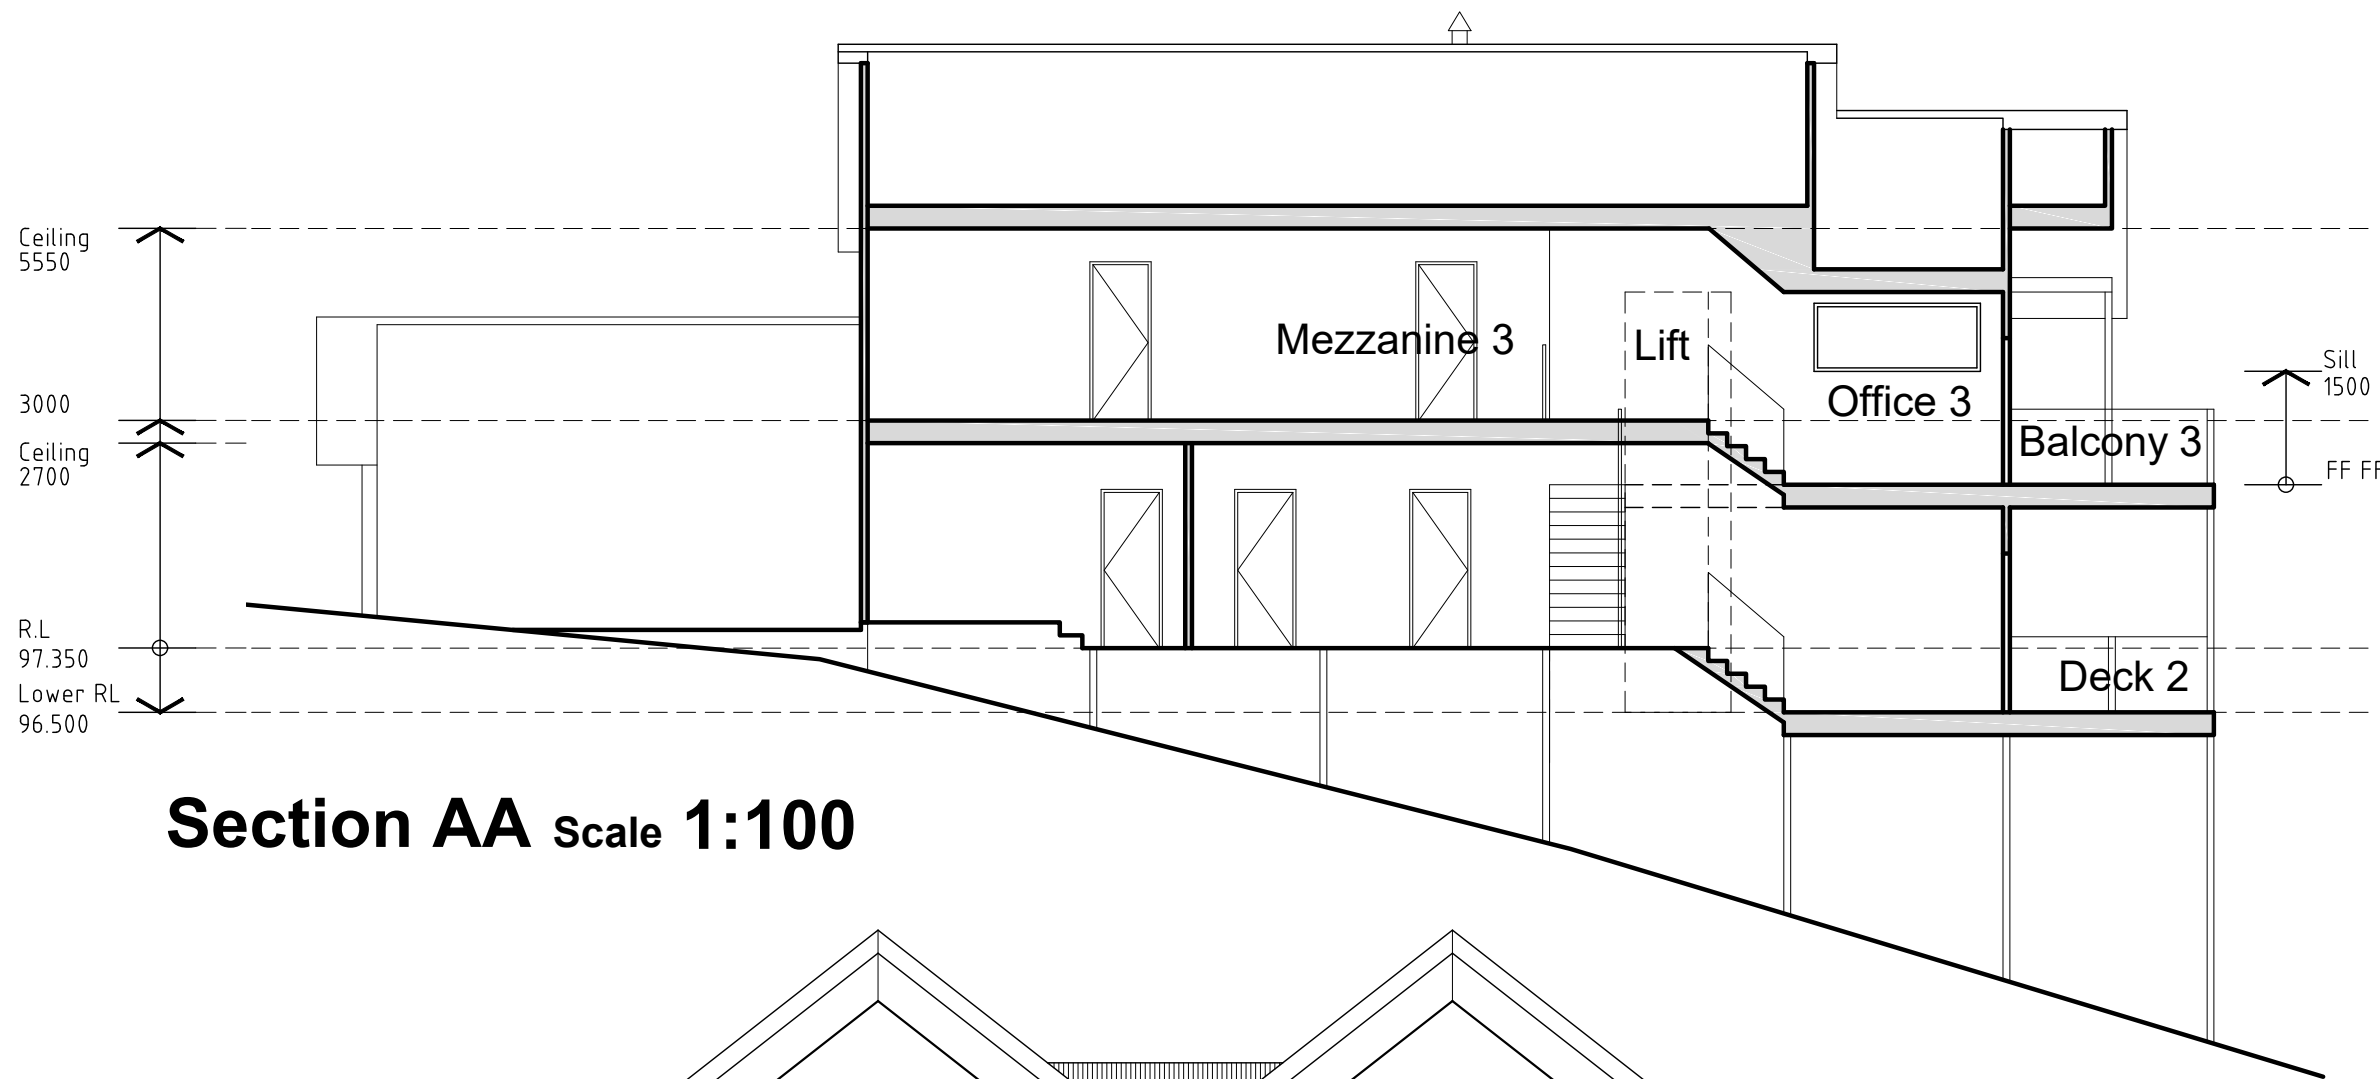 Ceiling
5550
Mezzanine 3
Lift
Sill
1500
3000
Office 3
Balcony 3
Ceiling
2700
FF FF
R.L
97.350
Deck 2
Lower RL
96.500
Section AA Scale 1:100